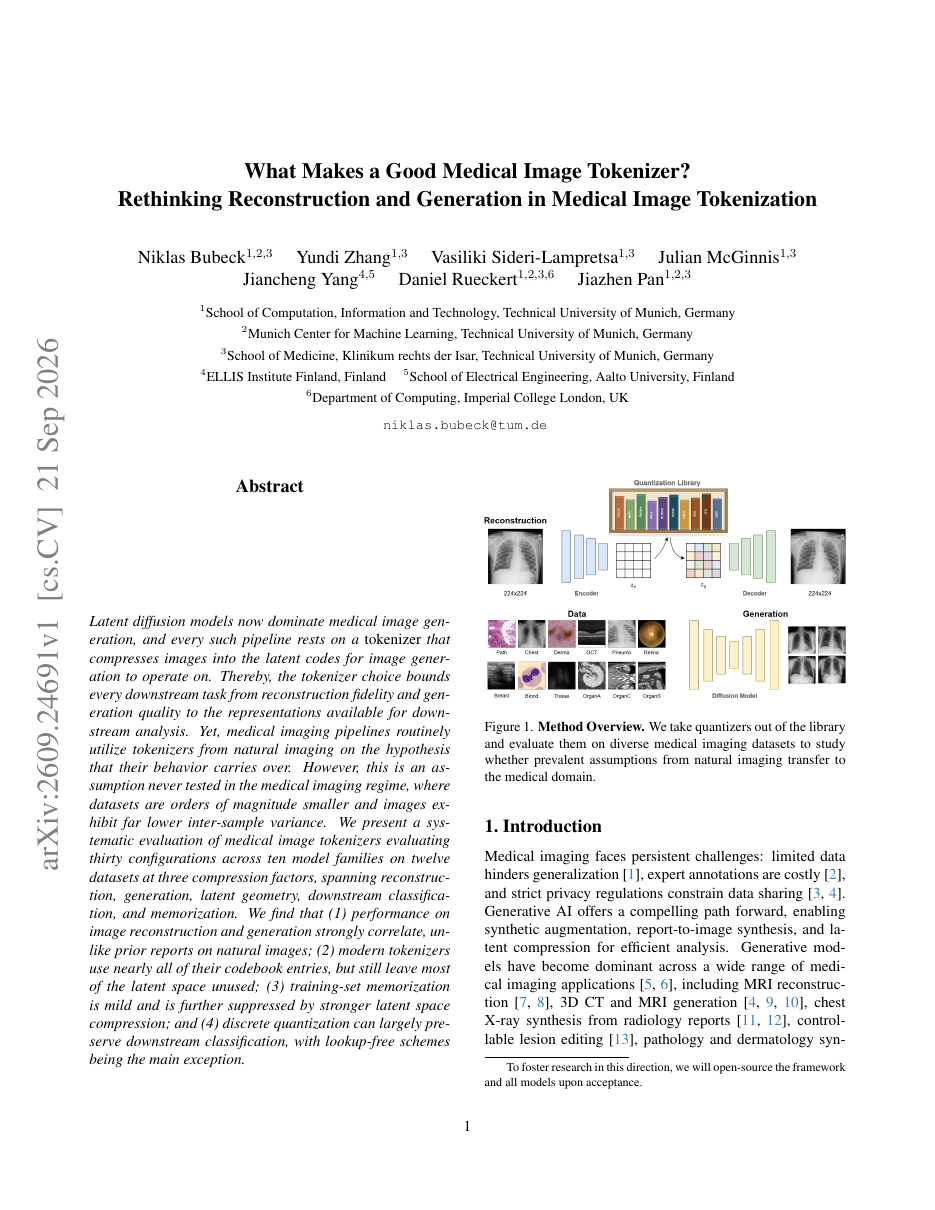 arXiv:2609.24691v1 [cs.CV] 21 Sep 2026
What Makes a Good Medical Image Tokenizer?
Rethinking Reconstruction and Generation in Medical Image Tokenization
Niklas Bubeck1,2,3 Yundi Zhang1,3 Vasiliki Sideri-Lampretsa1,3 Julian McGinnis1,3
Jiancheng Yang4,5 Daniel Rueckert1,2,3,6 Jiazhen Pan1,2,3
1School of Computation, Information and Technology, Technical University of Munich, Germany
2Munich Center for Machine Learning, Technical University of Munich, Germany
3School of Medicine, Klinikum rechts der Isar, Technical University of Munich, Germany
4ELLIS Institute Finland, Finland 5School of Electrical Engineering, Aalto University, Finland
6Department of Computing, Imperial College London, UK
niklas.bubeck@tum.de
Abstract
Latent diffusion models now dominate medical image gen-
eration, and every such pipeline rests on a tokenizer that
compresses images into the latent codes for image gener-
ation to operate on. Thereby, the tokenizer choice bounds
every downstream task from reconstruction fidelity and gen-
eration quality to the representations available for down-
stream analysis. Yet, medical imaging pipelines routinely
utilize tokenizers from natural imaging on the hypothesis
that their behavior carries over. However, this is an as-
sumption never tested in the medical imaging regime, where
datasets are orders of magnitude smaller and images ex-
hibit far lower inter-sample variance. We present a sys-
tematic evaluation of medical image tokenizers evaluating
thirty configurations across ten model families on twelve
datasets at three compression factors, spanning reconstruc-
tion, generation, latent geometry, downstream classifica-
tion, and memorization. We find that (1) performance on
image reconstruction and generation strongly correlate, un-
like prior reports on natural images; (2) modern tokenizers
use nearly all of their codebook entries, but still leave most
of the latent space unused; (3) training-set memorization
is mild and is further suppressed by stronger latent space
compression; and (4) discrete quantization can largely pre-
serve downstream classification, with lookup-free schemes
being the main exception.
Quantization Library
Reconstruction
224x224
Encoder
Decoder
224x224
Data
Generation
Path Chest Derma OCT Pneumo Retina
Breast Blood Tissue OrganA OrganC OrganS
Diffusion Model
Figure 1. Method Overview. We take quantizers out of the library
and evaluate them on diverse medical imaging datasets to study
whether prevalent assumptions from natural imaging transfer to
the medical domain.
1. Introduction
Medical imaging faces persistent challenges: limited data
hinders generalization [1], expert annotations are costly [2],
and strict privacy regulations constrain data sharing [3, 4].
Generative AI offers a compelling path forward, enabling
synthetic augmentation, report-to-image synthesis, and la-
tent compression for efficient analysis. Generative mod-
els have become dominant across a wide range of medi-
cal imaging applications [5, 6], including MRI reconstruc-
tion [7, 8], 3D CT and MRI generation [4, 9, 10], chest
X-ray synthesis from radiology reports [11, 12], control-
lable lesion editing [13], pathology and dermatology syn-
To foster research in this direction, we will open-source the framework
and all models upon acceptance.
1